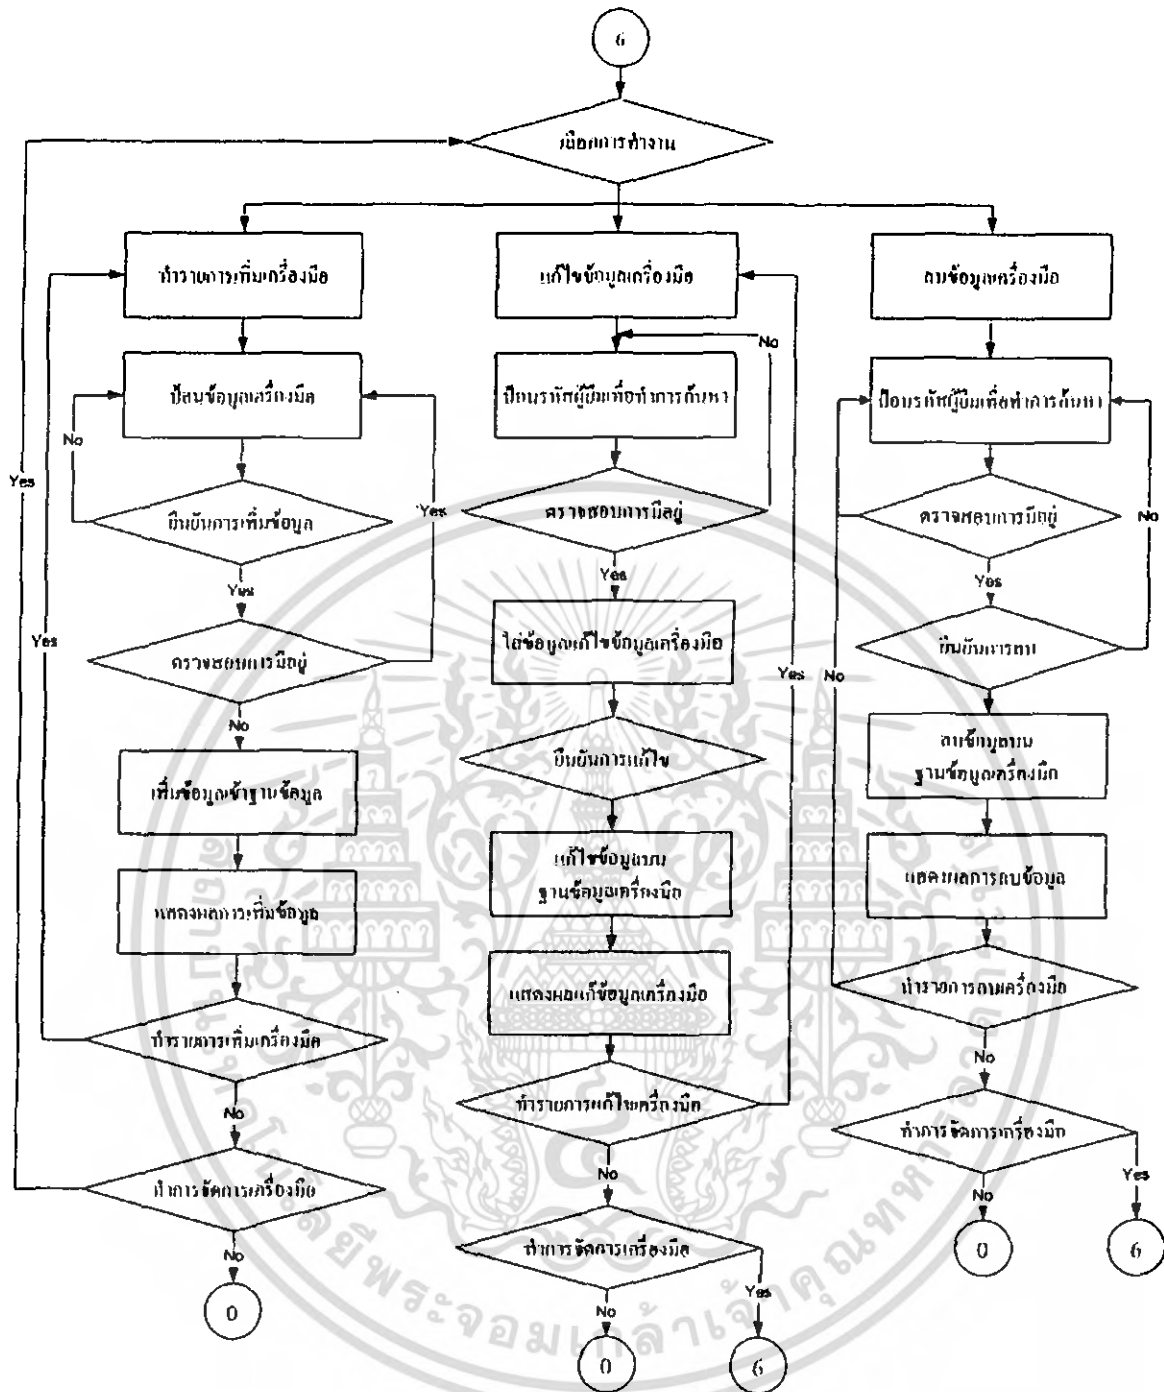 6
เลือกการทำงาน
ทำรายการเพิ่มเครื่องมือ
แก้ไขข้อมูลเครื่องมือ
ลบข้อมูลเครื่องมือ
No
ป้อนข้อมูลเครื่องมือ
ป้อนรหัสผู้ยืมเพื่อทำการค้นหา
ป้อนรหัสผู้ยืมเพื่อทำการค้นหา
No
Yes
ยืนยันการเพิ่มข้อมูล
Yes
ตรวจสอบการมีอยู่
ตรวจสอบการมีอยู่
No
Yes
Yes
Yes
Yes
ตรวจสอบการมีอยู่
ใส่ข้อมูลแก้ไขข้อมูลเครื่องมือ
ยืนยันการลบ
Yes
No
No
ยืนยันการแก้ไข
ลบข้อมูลบน
ฐานข้อมูลเครื่องมือ
เพิ่มข้อมูลเข้าฐานข้อมูล
แก้ไขข้อมูลบน
ฐานข้อมูลเครื่องมือ
แสดงผลการลบข้อมูล
แสดงผลการเพิ่มข้อมูล
แสดงผลแก้ข้อมูลเครื่องมือ
ทำรายการลบเครื่องมือ
ทำรายการเพิ่มเครื่องมือ
No
ทำรายการแก้ไขเครื่องมือ
No
ทำการจัดการเครื่องมือ
No
Yes
ทำการจัดการเครื่องมือ
No
No
ทำการจัดการเครื่องมือ
0
6
Yes
0
No
0
6
พระจอมเกล้าเจ้าคุณทหาร